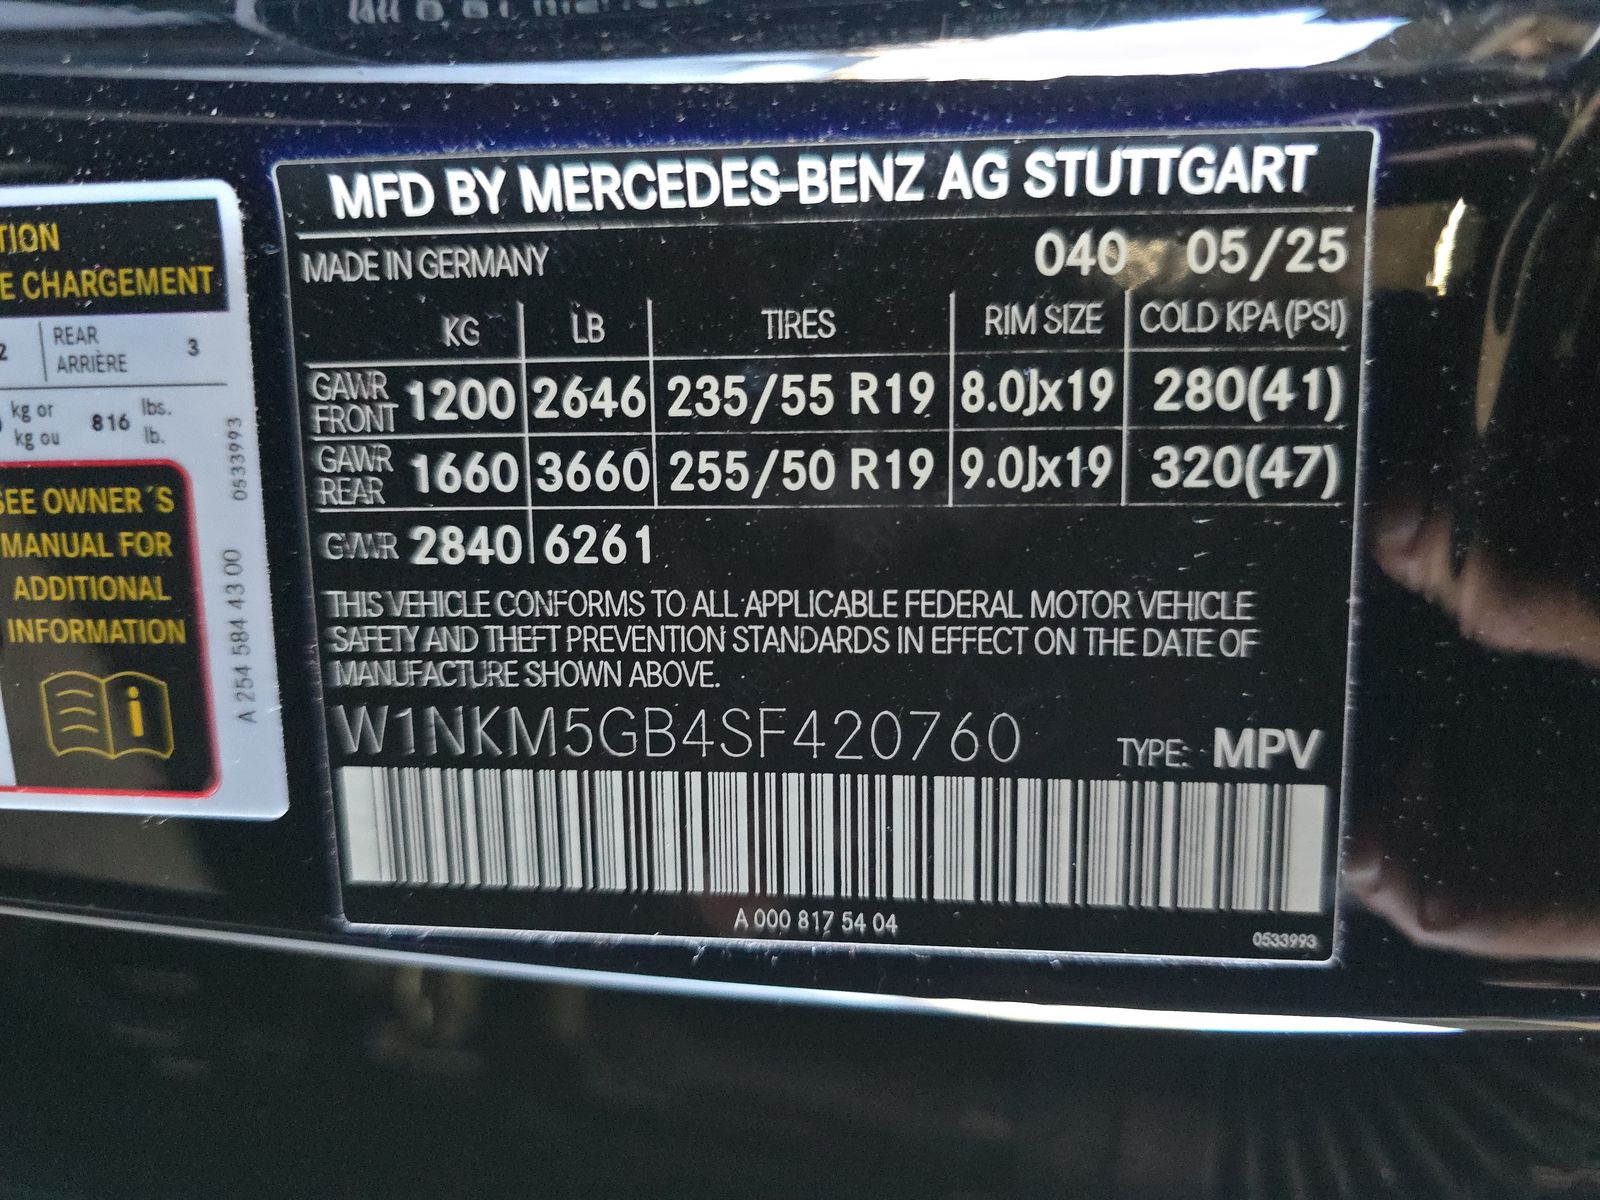 TION
E CHARGEMENT
2 REAR 3
ARRIÈRE
kg or 816 lbs.
kg ou lb.
0533993
SEE OWNER´S
MANUAL FOR
ADDITIONAL
INFORMATION
i
A 254 584 43 00
MFD BY MERCEDES-BENZ AG STUTTGART
MADE IN GERMANY 040 05/25
KG LB TIRES RIM SIZE COLD KPA (PSI)
GAWR FRONT 1200 2646 235/55 R19 8.0Jx19 280(41)
GAWR REAR 1660 3660 255/50 R19 9.0Jx19 320(47)
GVWR 2840 6261
THIS VEHICLE CONFORMS TO ALL APPLICABLE FEDERAL MOTOR VEHICLE
SAFETY AND THEFT PREVENTION STANDARDS IN EFFECT ON THE DATE OF
MANUFACTURE SHOWN ABOVE.
W1NKM5GB4SF420760 TYPE: MPV
A 000 817 54 04
0533993